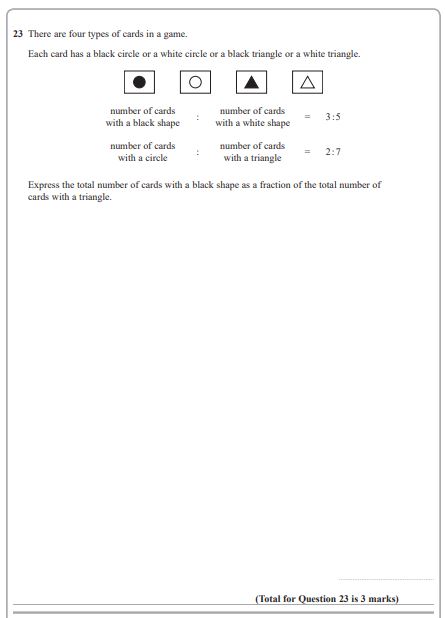 23 There are four types of cards in a game.
Each card has a black circle or a white circle or a black triangle or a white triangle.
number of cards with a black shape : number of cards with a white shape = 3:5
number of cards with a circle : number of cards with a triangle = 2:7
Express the total number of cards with a black shape as a fraction of the total number of
cards with a triangle.
(Total for Question 23 is 3 marks)